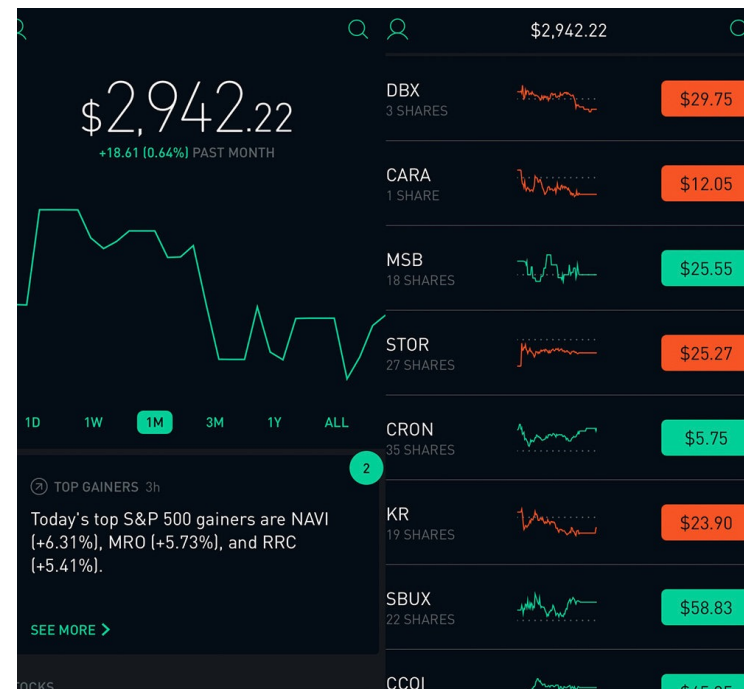 $2,942.22
+18.61 (0.64%) PAST MONTH
1D 1W 1M 3M 1Y ALL
2
TOP GAINERS 3h
Today's top S&P 500 gainers are NAVI
(+6.31%), MRO (+5.73%), and RRC
(+5.41%).
SEE MORE
$2,942.22
DBX
3 SHARES
$29.75
CARA
1 SHARE
$12.05
MSB
18 SHARES
$25.55
STOR
27 SHARES
$25.27
CRON
35 SHARES
$5.75
KR
19 SHARES
$23.90
SBUX
22 SHARES
$58.83
CCOI